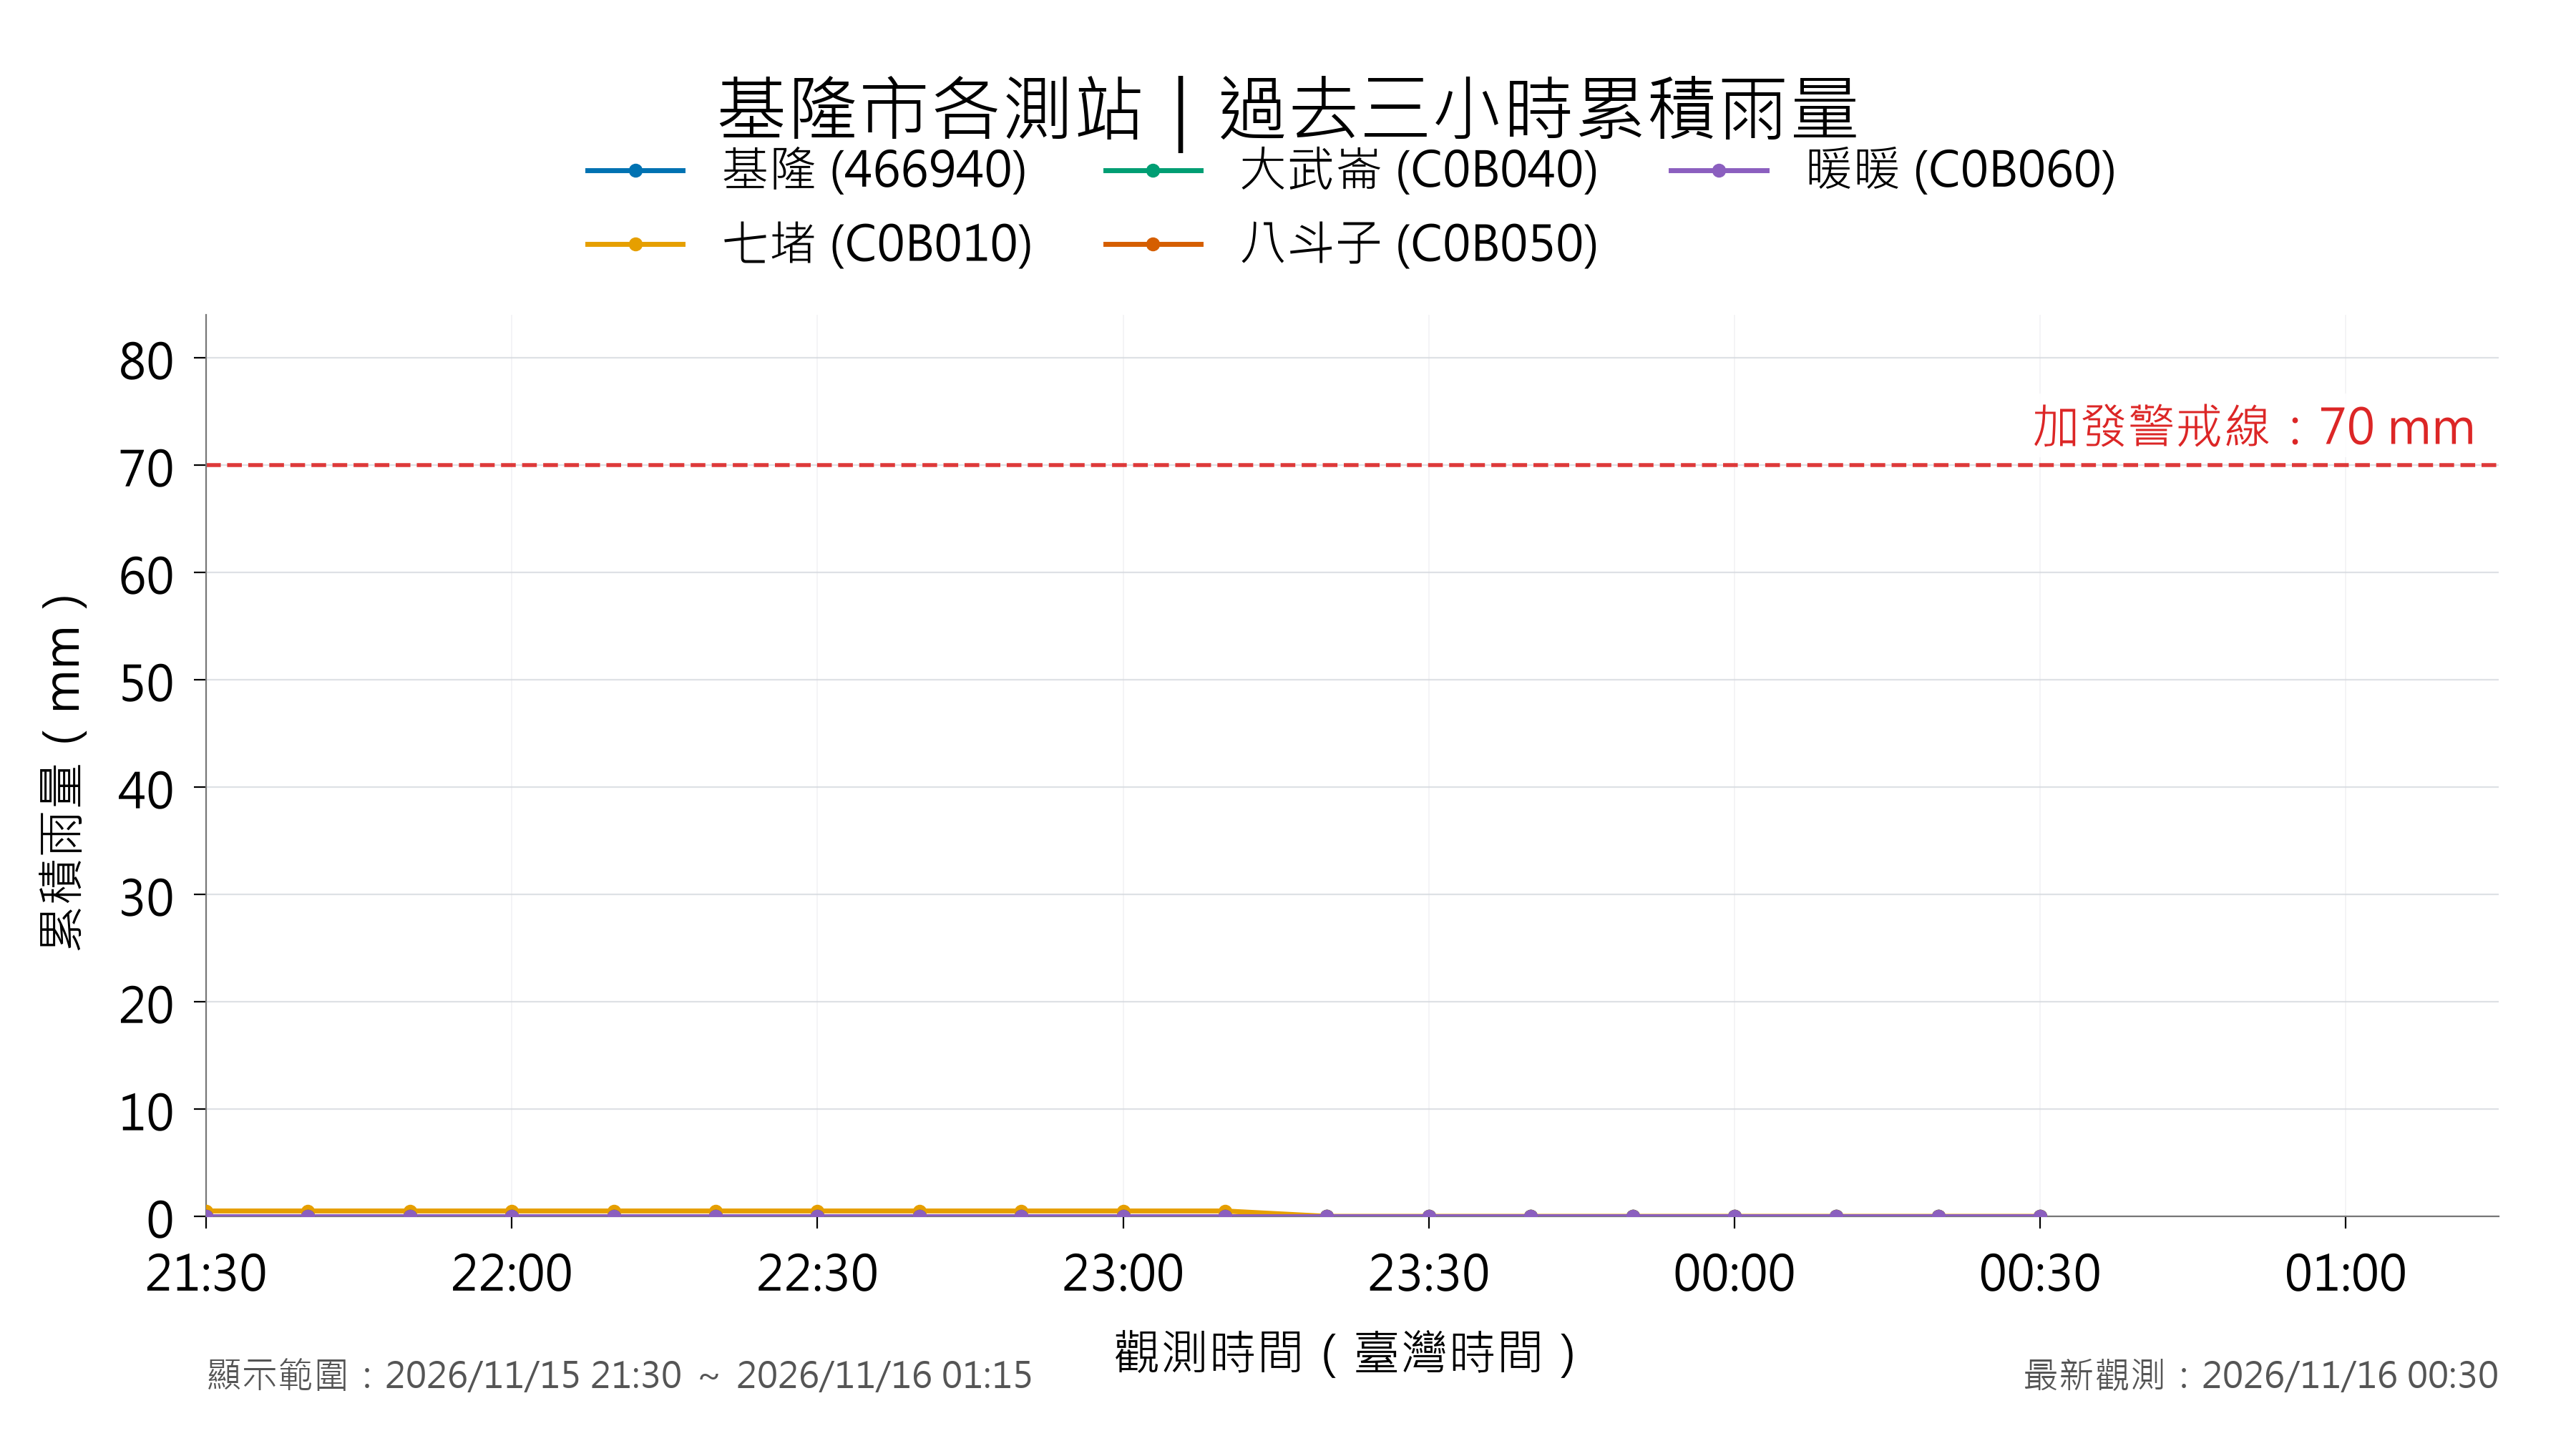 基隆市各測站｜過去三小時累積雨量
基隆 (466940)
大武崙 (C0B040)
暖暖 (C0B060)
七堵 (C0B010)
八斗子 (C0B050)
累積雨量（mm）
80
70
60
50
40
30
20
10
0
加發警戒線：70 mm
21:30
22:00
22:30
23:00
23:30
00:00
00:30
01:00
觀測時間（臺灣時間）
顯示範圍：2026/11/15 21:30 ~ 2026/11/16 01:15
最新觀測：2026/11/16 00:30